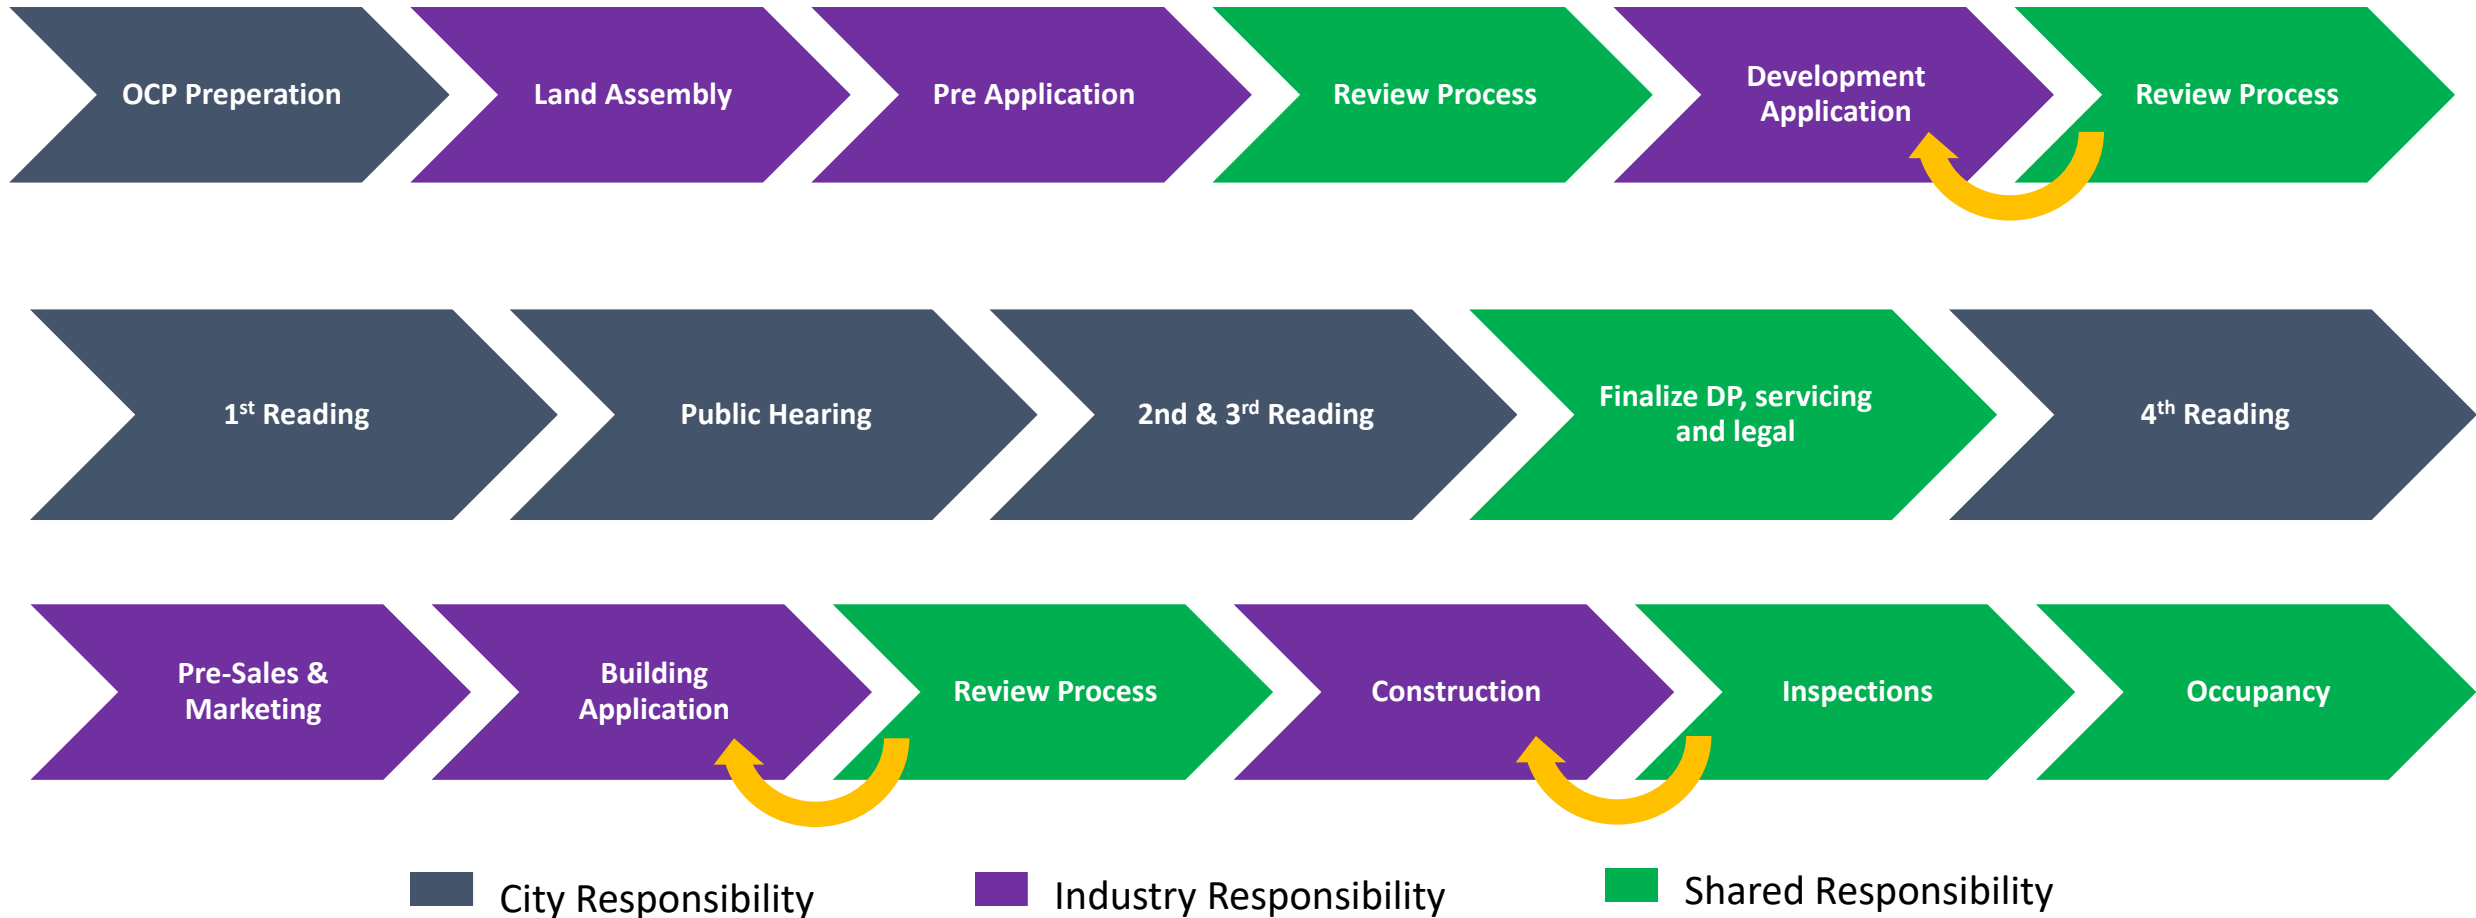 OCP Preperation
Land Assembly
Pre Application
Review Process
Development
Application
Review Process
1st Reading
Public Hearing
2nd & 3rd Reading
Finalize DP, servicing
and legal
4th Reading
Pre-Sales &
Marketing
Building
Application
Review Process
Construction
Inspections
Occupancy
City Responsibility
Industry Responsibility
Shared Responsibility